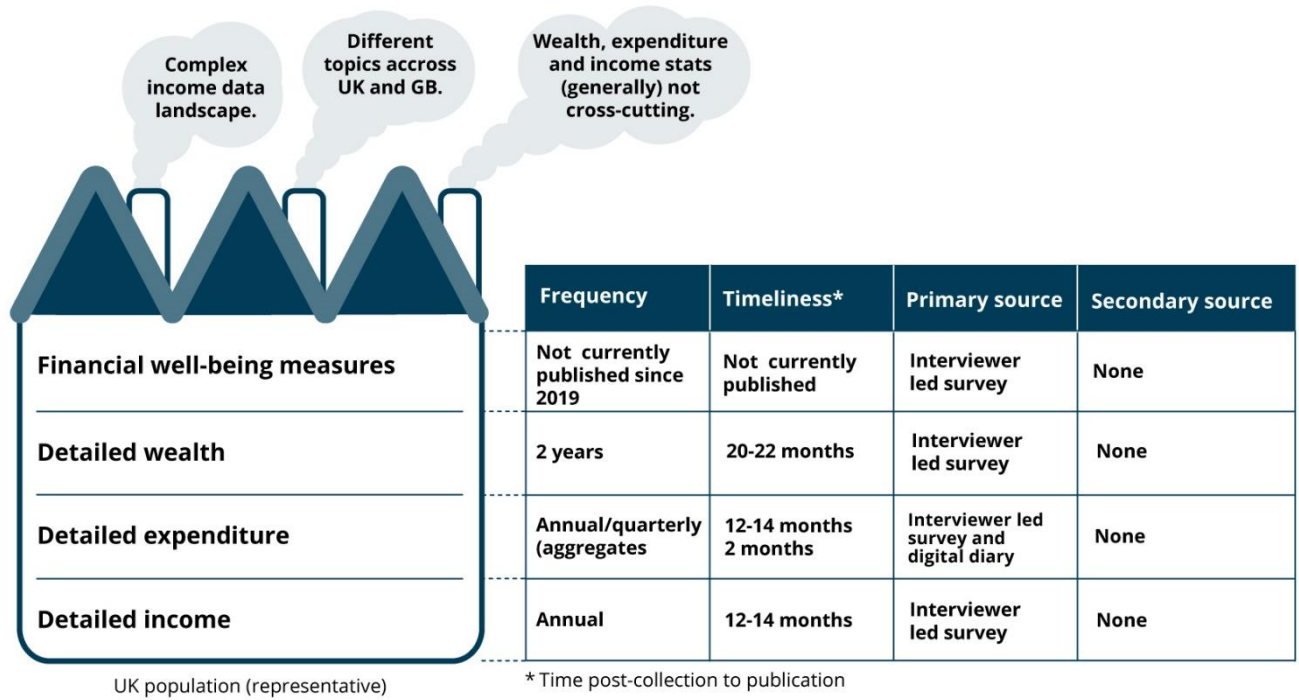 Complex
income data
landscape.
Different
topics accross
UK and GB.
Wealth, expenditure
and income stats
(generally) not
cross-cutting.
Frequency
Timeliness*
Primary source
Secondary source
Financial well-being measures
Not currently
published since
2019
Not currently
published
Interviewer
led survey
None
Detailed wealth
2 years
20-22 months
Interviewer
led survey
None
Detailed expenditure
Annual/quarterly
(aggregates
12-14 months
2 months
Interviewer led
survey and
digital diary
None
Detailed income
Annual
12-14 months
Interviewer
led survey
None
UK population (representative)
* Time post-collection to publication